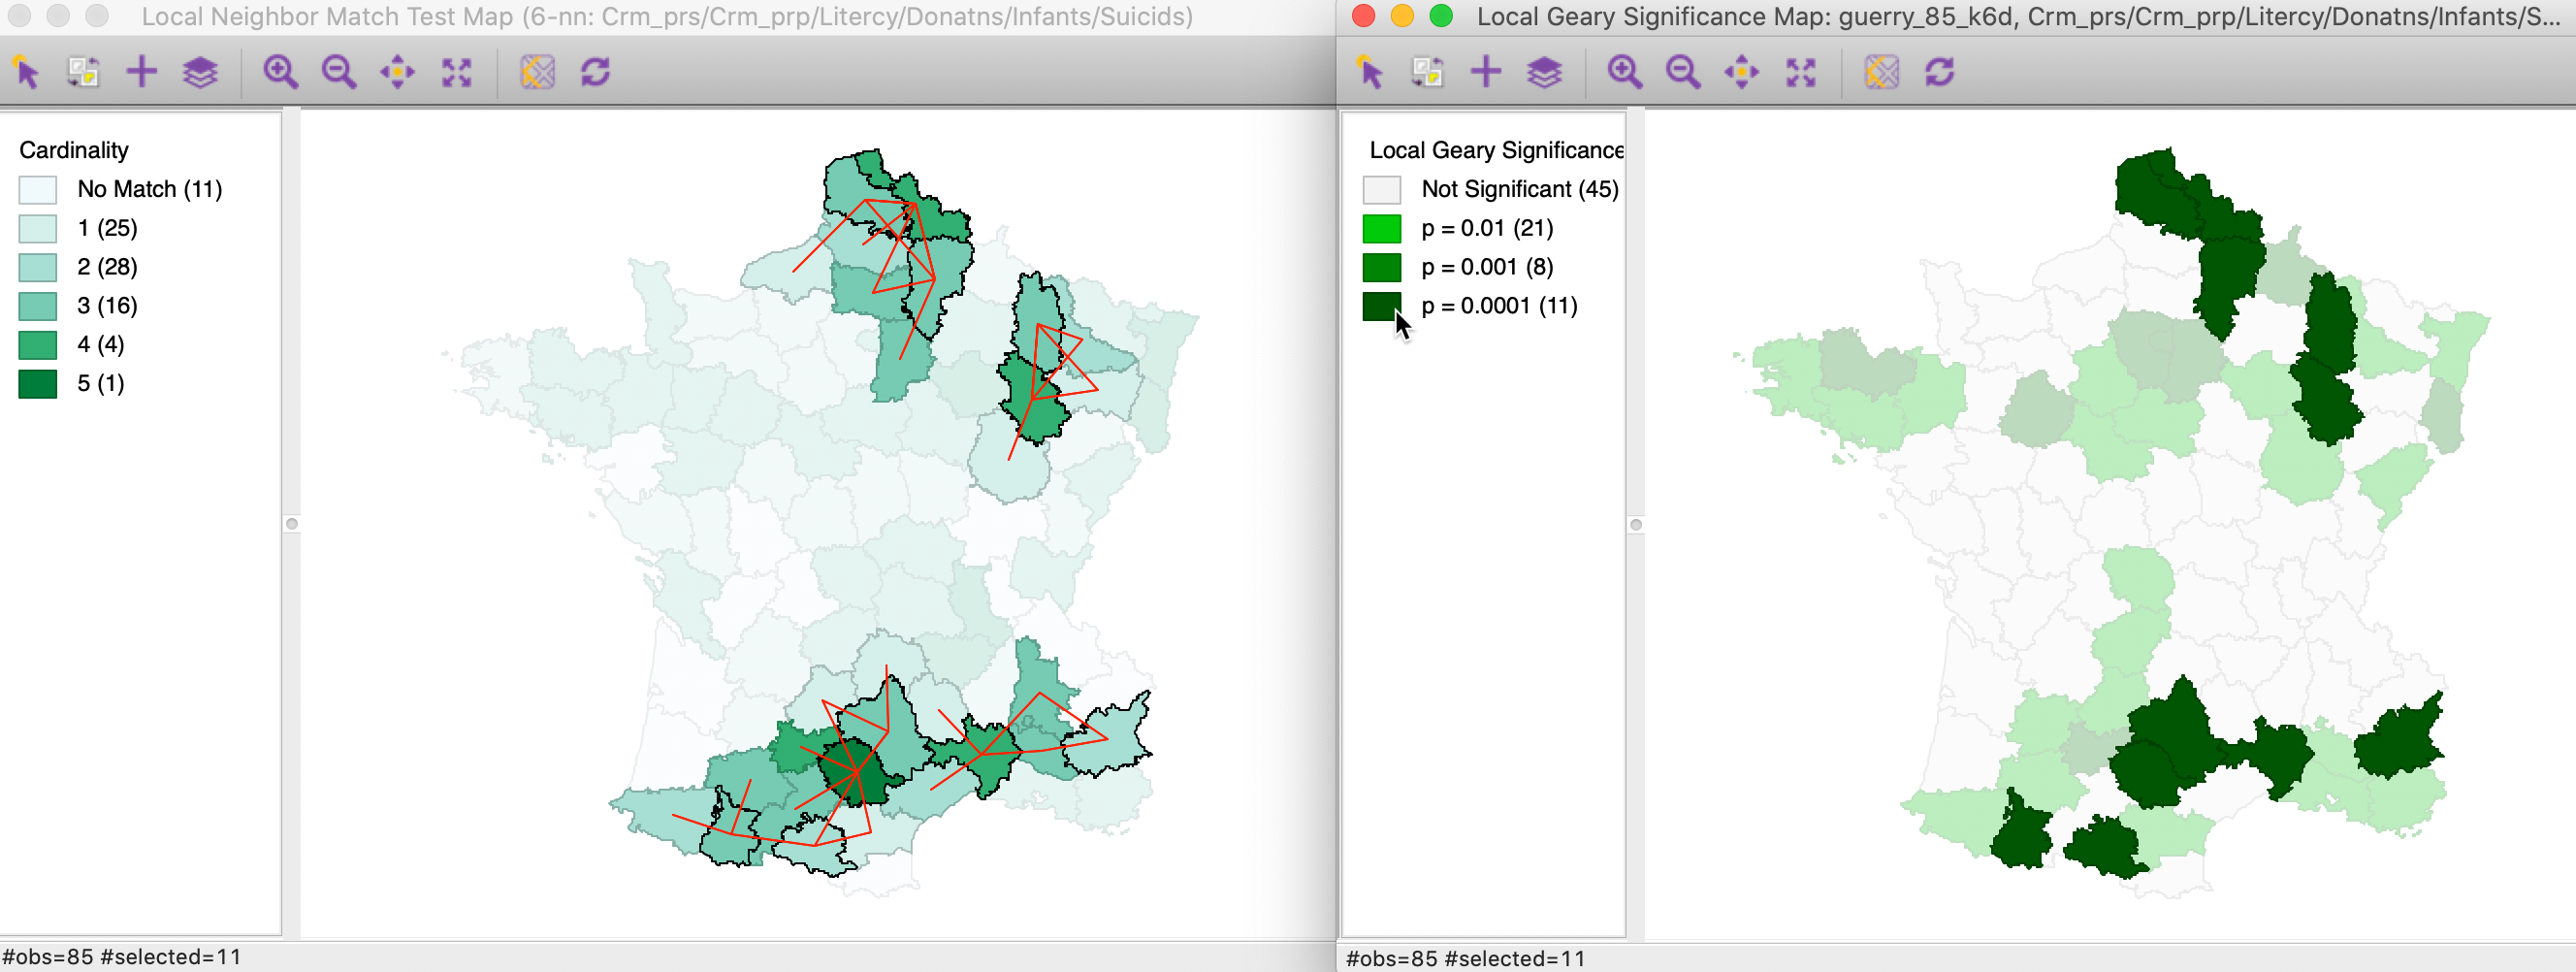 Local Neighbor Match Test Map (6-nn: Crm_prs/Crm_prp/Litercy/Donatns/Infants/Suicids)
Cardinality
No Match (11)
1 (25)
2 (28)
3 (16)
4 (4)
5 (1)
#obs=85 #selected=11
Local Geary Significance Map: guerry_85_k6d, Crm_prs/Crm_prp/Litercy/Donatns/Infants/S...
Local Geary Significance
Not Significant (45)
p = 0.01 (21)
p = 0.001 (8)
p = 0.0001 (11)
#obs=85 #selected=11